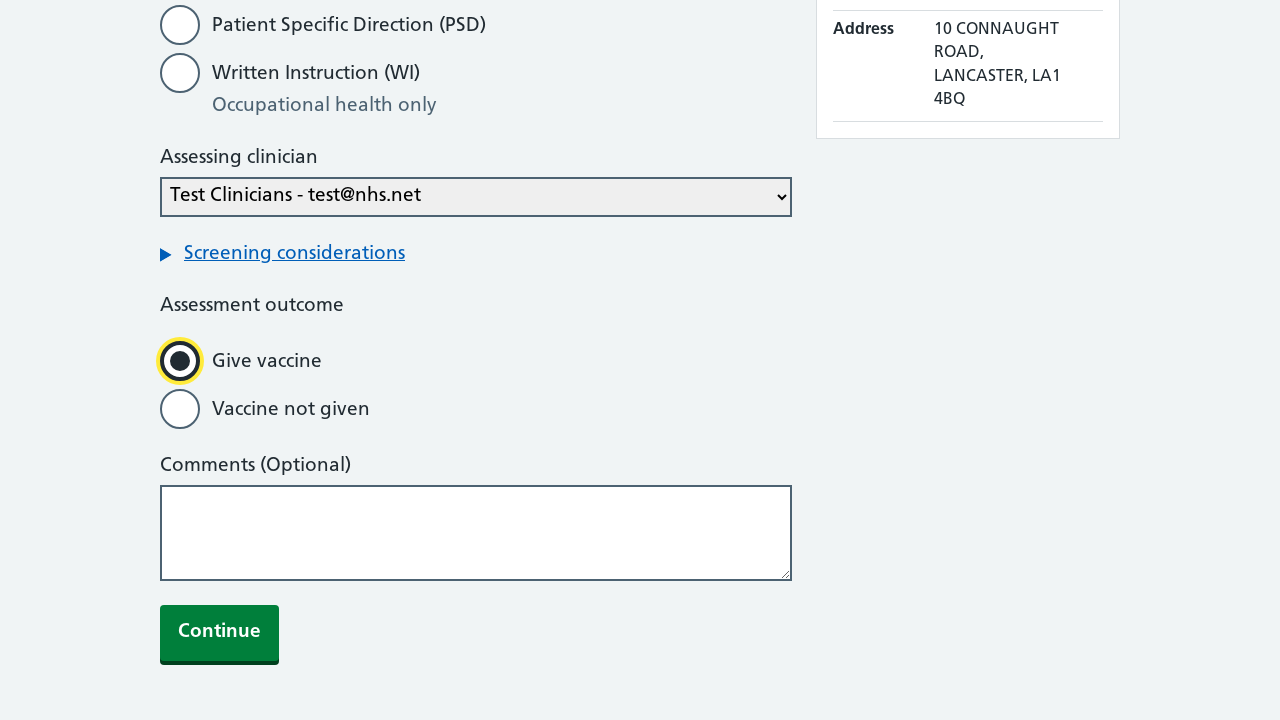 Patient Specific Direction (PSD)
Written Instruction (WI)
Occupational health only
Assessing clinician
Test Clinicians - test@nhs.net
Screening considerations
Assessment outcome
Give vaccine
Vaccine not given
Comments (Optional)
Continue
Address
10 CONNAUGHT
ROAD,
LANCASTER, LA1
4BQ